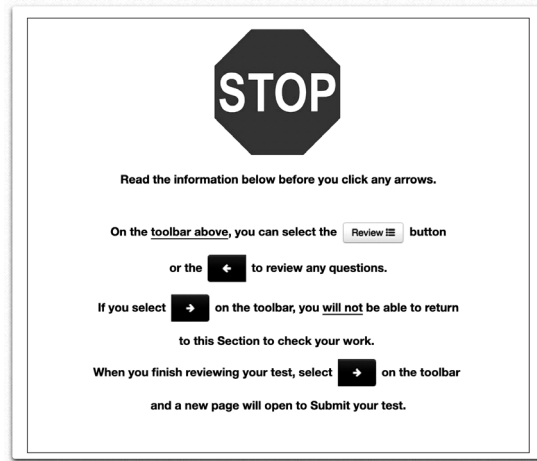 STOP
Read the information below before you click any arrows.
On the toolbar above, you can select the Review button
or the ← to review any questions.
If you select → on the toolbar, you will not be able to return
to this Section to check your work.
When you finish reviewing your test, select → on the toolbar
and a new page will open to Submit your test.